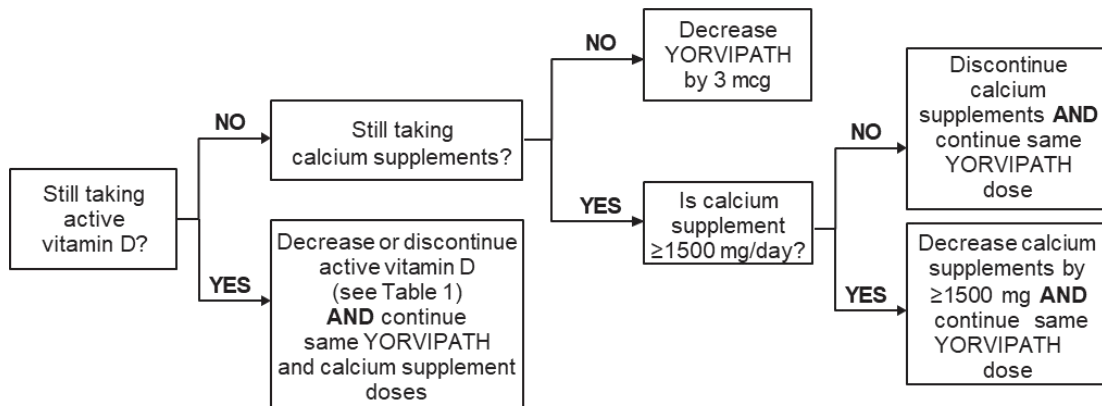 Still taking
active
vitamin D?
NO
Still taking
calcium supplements?
YES
Decrease or discontinue
active vitamin D
(see Table 1)
AND continue
same YORVIPATH
and calcium supplement
doses
NO
Decrease
YORVIPATH
by 3 mcg
YES
Is calcium
supplement
≥1500 mg/day?
NO
Discontinue
calcium
supplements AND
continue same
YORVIPATH
dose
YES
Decrease calcium
supplements by
≥1500 mg AND
continue same
YORVIPATH
dose